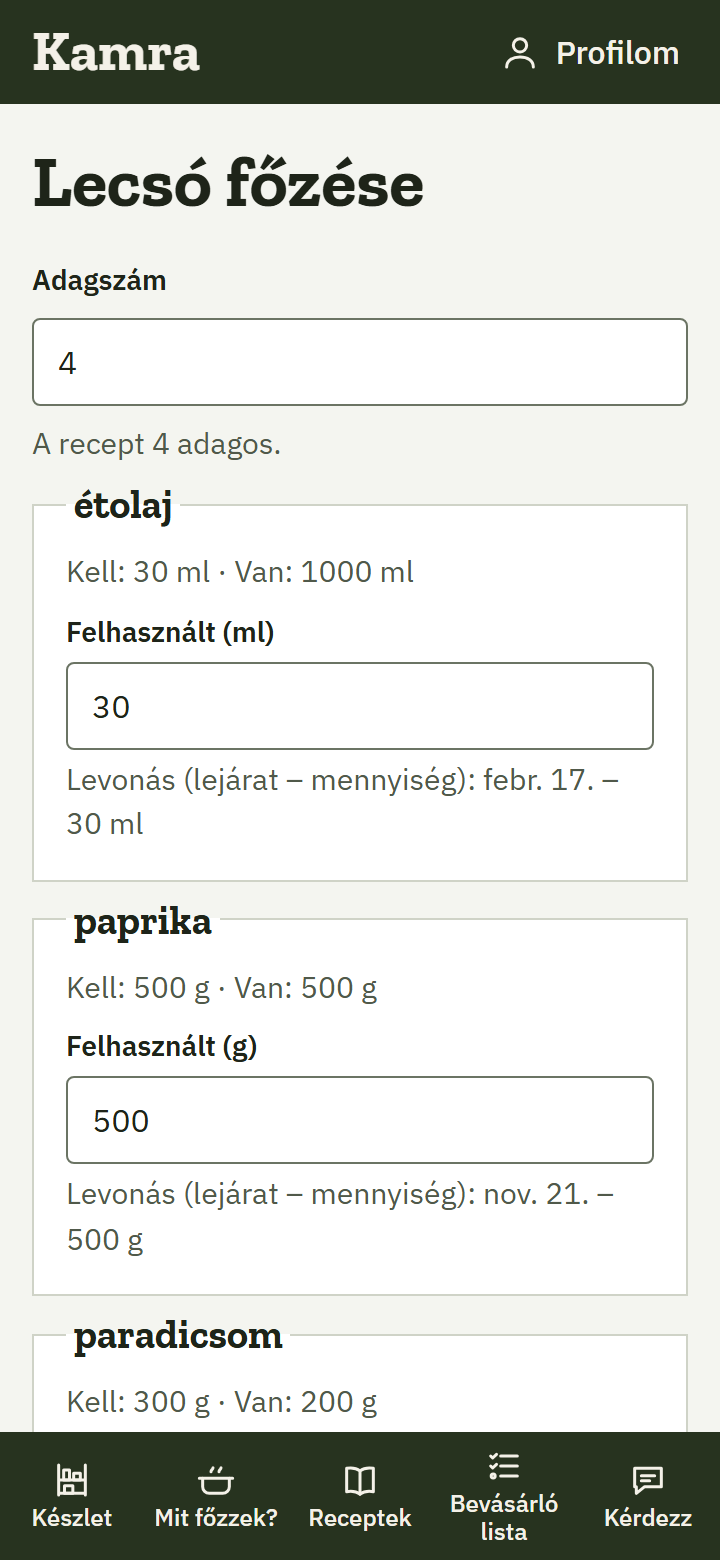 Kamra
Profilom
Lecsó főzése
Adagszám
4
A recept 4 adagos.
étolaj
Kell: 30 ml · Van: 1000 ml
Felhasznált (ml)
30
Levonás (lejárat – mennyiség): febr. 17. –
30 ml
paprika
Kell: 500 g · Van: 500 g
Felhasznált (g)
500
Levonás (lejárat – mennyiség): nov. 21. –
500 g
paradicsom
Kell: 300 g · Van: 200 g
Készlet
Mit főzzek?
Receptek
Bevásárló
lista
Kérdezz